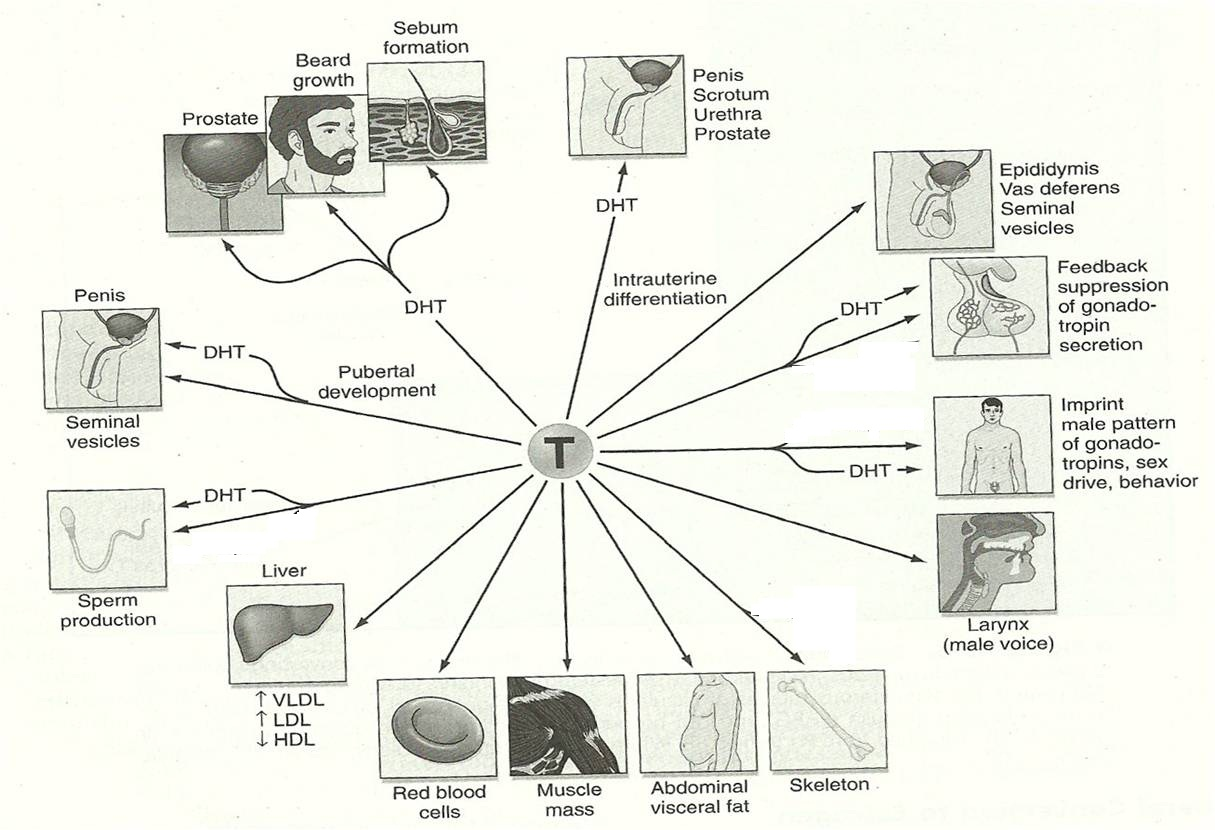 Sebum
formation
Beard
growth
Prostate
Penis
Scrotum
Urethra
Prostate
DHT
Epididymis
Vas deferens
Seminal
vesicles
Intrauterine
differentiation
Feedback
suppression
of gonado-
tropin
secretion
DHT
DHT
Penis
DHT
Pubertal
development
Seminal
vesicles
T
Imprint
male pattern
of gonado-
tropins, sex
drive, behavior
DHT
DHT
Sperm
production
Larynx
(male voice)
Liver
↑ VLDL
↑ LDL
↓ HDL
Red blood
cells
Muscle
mass
Abdominal
visceral fat
Skeleton